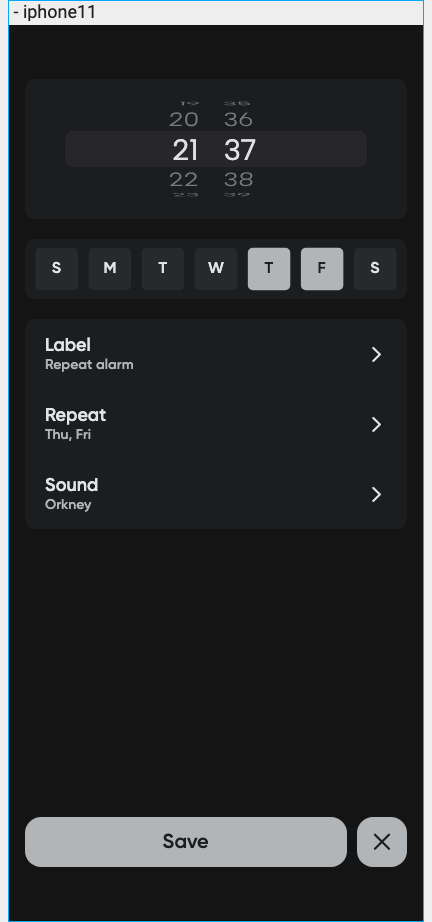 - iphone11
19 35
20 36
21 37
22 38
23 39
S M T W T F S
Label
Repeat alarm
Repeat
Thu, Fri
Sound
Orkney
Save